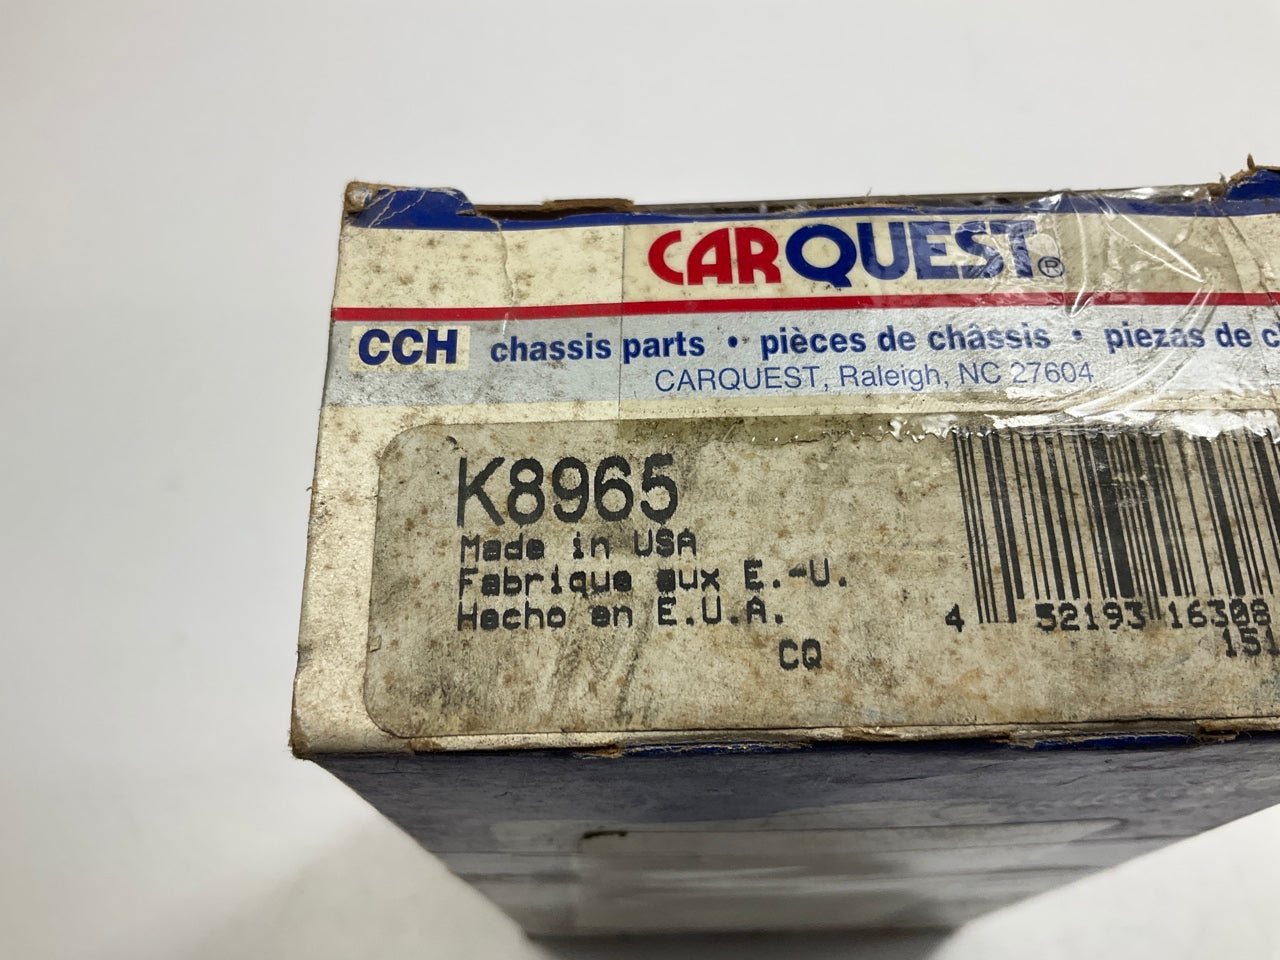 CARQUEST®
CCH chassis parts • pièces de châssis • piezas de c
CARQUEST, Raleigh, NC 27604
K8965
Made in USA
Fabrique aux E.-U.
Hecho en E.U.A.
CQ
4 52193 16308
151